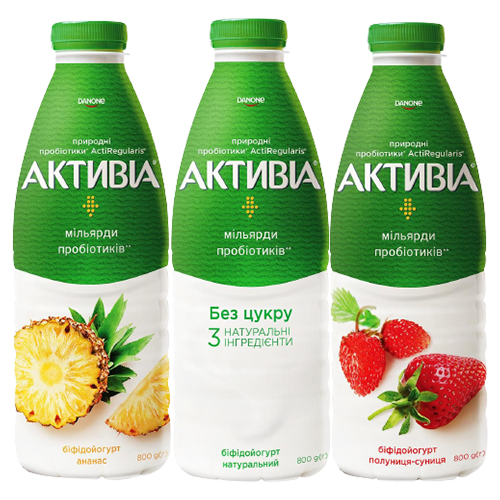 DANONE
природні
пробіотики* ActiRegularis®
АКТИВІА®
мільярди
пробіотиків**
біфідойогурт
ананас
800 g(г)
DANONE
природні
пробіотики* ActiRegularis®
АКТИВІА®
мільярди
пробіотиків**
Без цукру
3 НАТУРАЛЬНІ
ІНГРЕДІЄНТИ
біфідойогурт
натуральний
800 g(г)
DANONE
природні
пробіотики* ActiRegularis®
АКТИВІА®
мільярди
пробіотиків**
біфідойогурт
полуниця-суниця
800 g(г)